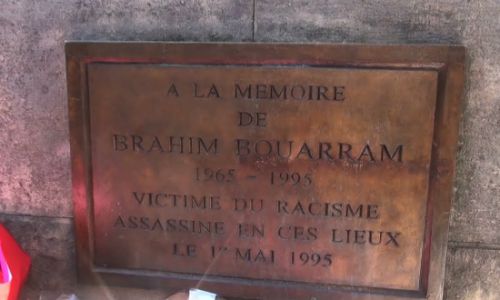 A LA MEMOIRE
DE
BRAHIM BOUARRAM
1965 - 1995
VICTIME DU RACISME
ASSASSINE EN CES LIEUX
LE 1ER MAI 1995